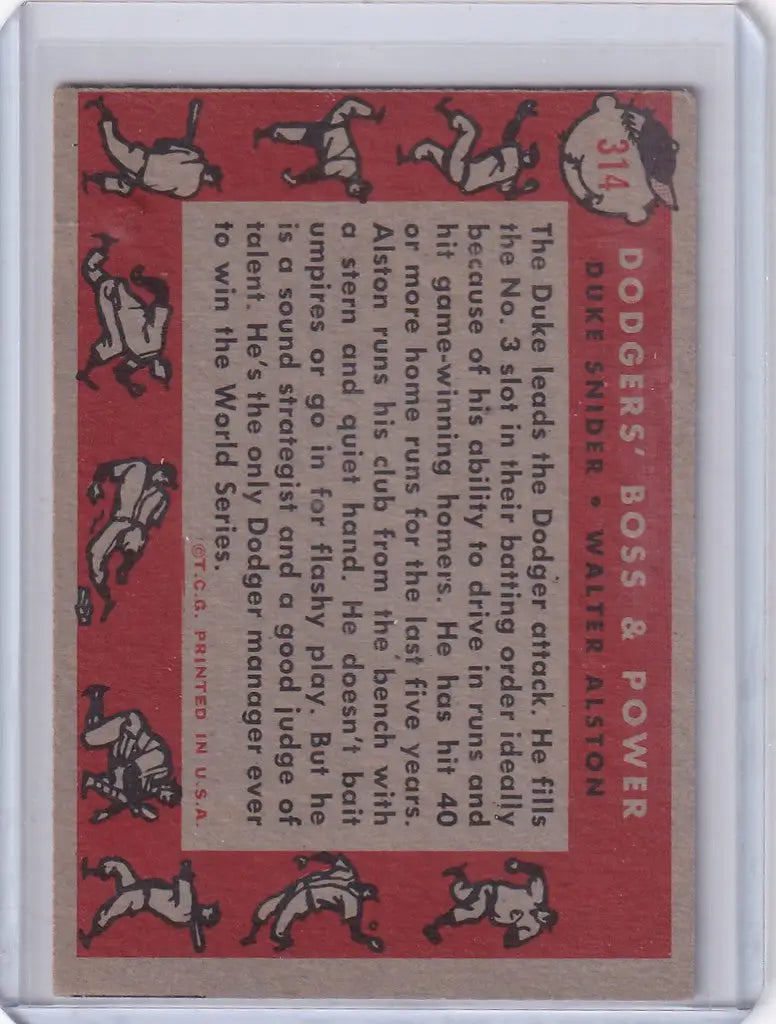 314
DODGERS' BOSS & POWER
DUKE SNIDER • WALTER ALSTON
The Duke leads the Dodger attack. He fills
the No. 3 slot in their batting order ideally
because of his ability to drive in runs and
hit game-winning homers. He has hit 40
or more home runs for the last five years.
Alston runs his club from the bench with
a stern and quiet hand. He doesn't bait
umpires or go in for flashy play. But he
is a sound strategist and a good judge of
talent. He's the only Dodger manager ever
to win the World Series.
©T.C.G. PRINTED IN U.S.A.